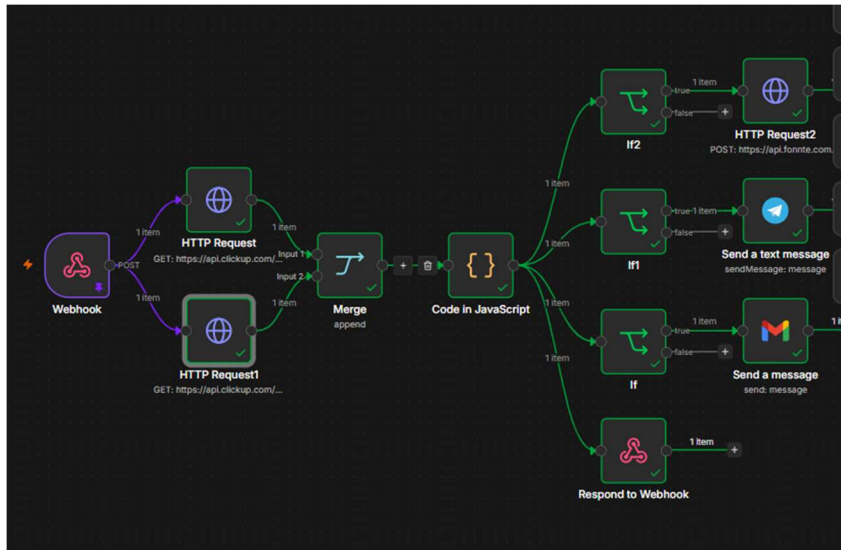 Webhook
POST
1 item
1 item
HTTP Request
GET: https://api.clickup.com/...
HTTP Request1
GET: https://api.clickup.com/...
1 item
1 item
Input 1
Input 2
Merge
append
Code in JavaScript
1 item
1 item
1 item
1 item
If2
true
false
1 item
HTTP Request2
POST: https://api.fonnte.com.
If1
true
false
1 item
Send a text message
sendMessage: message
If
true
false
1 item
Send a message
send: message
Respond to Webhook
1 item